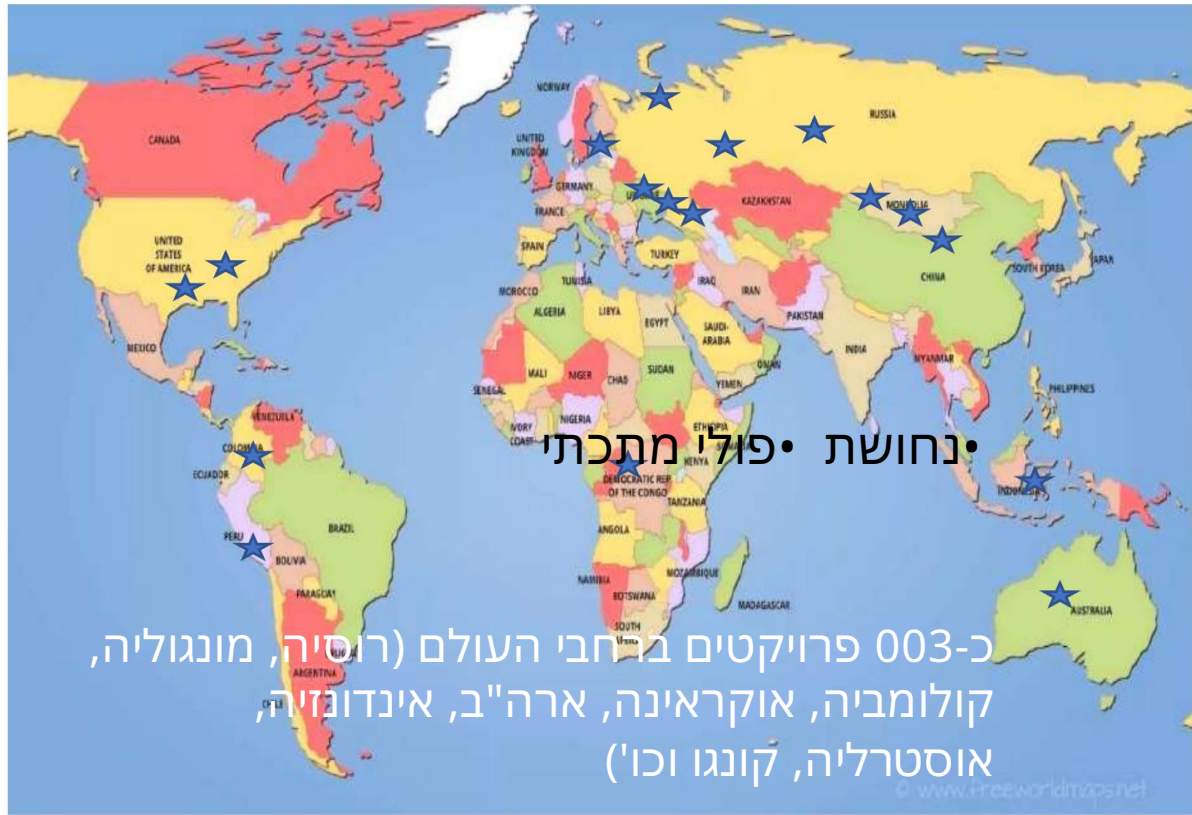 NORWAY
RUSSIA
CANADA
UNITED
KINGDOM
GERMANY
KAZAKHSTAN
MONGOLIA
FRANCE
UNITED
STATES
OF AMERICA
SPAIN
TURKEY
CHINA
SOUTH KOREA
JAPAN
TUNISIA
IRAQ
IRAN
MOROCCO
ALGERIA
LIBYA
EGYPT
SAUDI-
ARABIA
PAKISTAN
MEXICO
INDIA
MYANMAR
OMAN
MALI
NIGER
CHAD
SUDAN
YEMEN
SENEGAL
PHILIPPINES
VENEZUELA
IVORY
COAST
NIGERIA
ETHIOPIA
COLOMBIA
•נחושת •פולי מתכתי
ECUADOR
KENYA
DEMOCRATIC REP.
OF THE CONGO
TANZANIA
INDONESIA
BRAZIL
ANGOLA
PERU
BOLIVIA
MOZAMBIQUE
NAMIBIA
BOTSWANA
MADAGASCAR
PARAGUAY
AUSTRALIA
SOUTH
כ-003 פרויקטים ברחבי העולם (רוסיה, מונגוליה,
ARGENTINA
קולומביה, אוקראינה, ארה"ב, אינדונזיה,
אוסטרליה, קונגו וכו')
© www.freeworldmaps.net